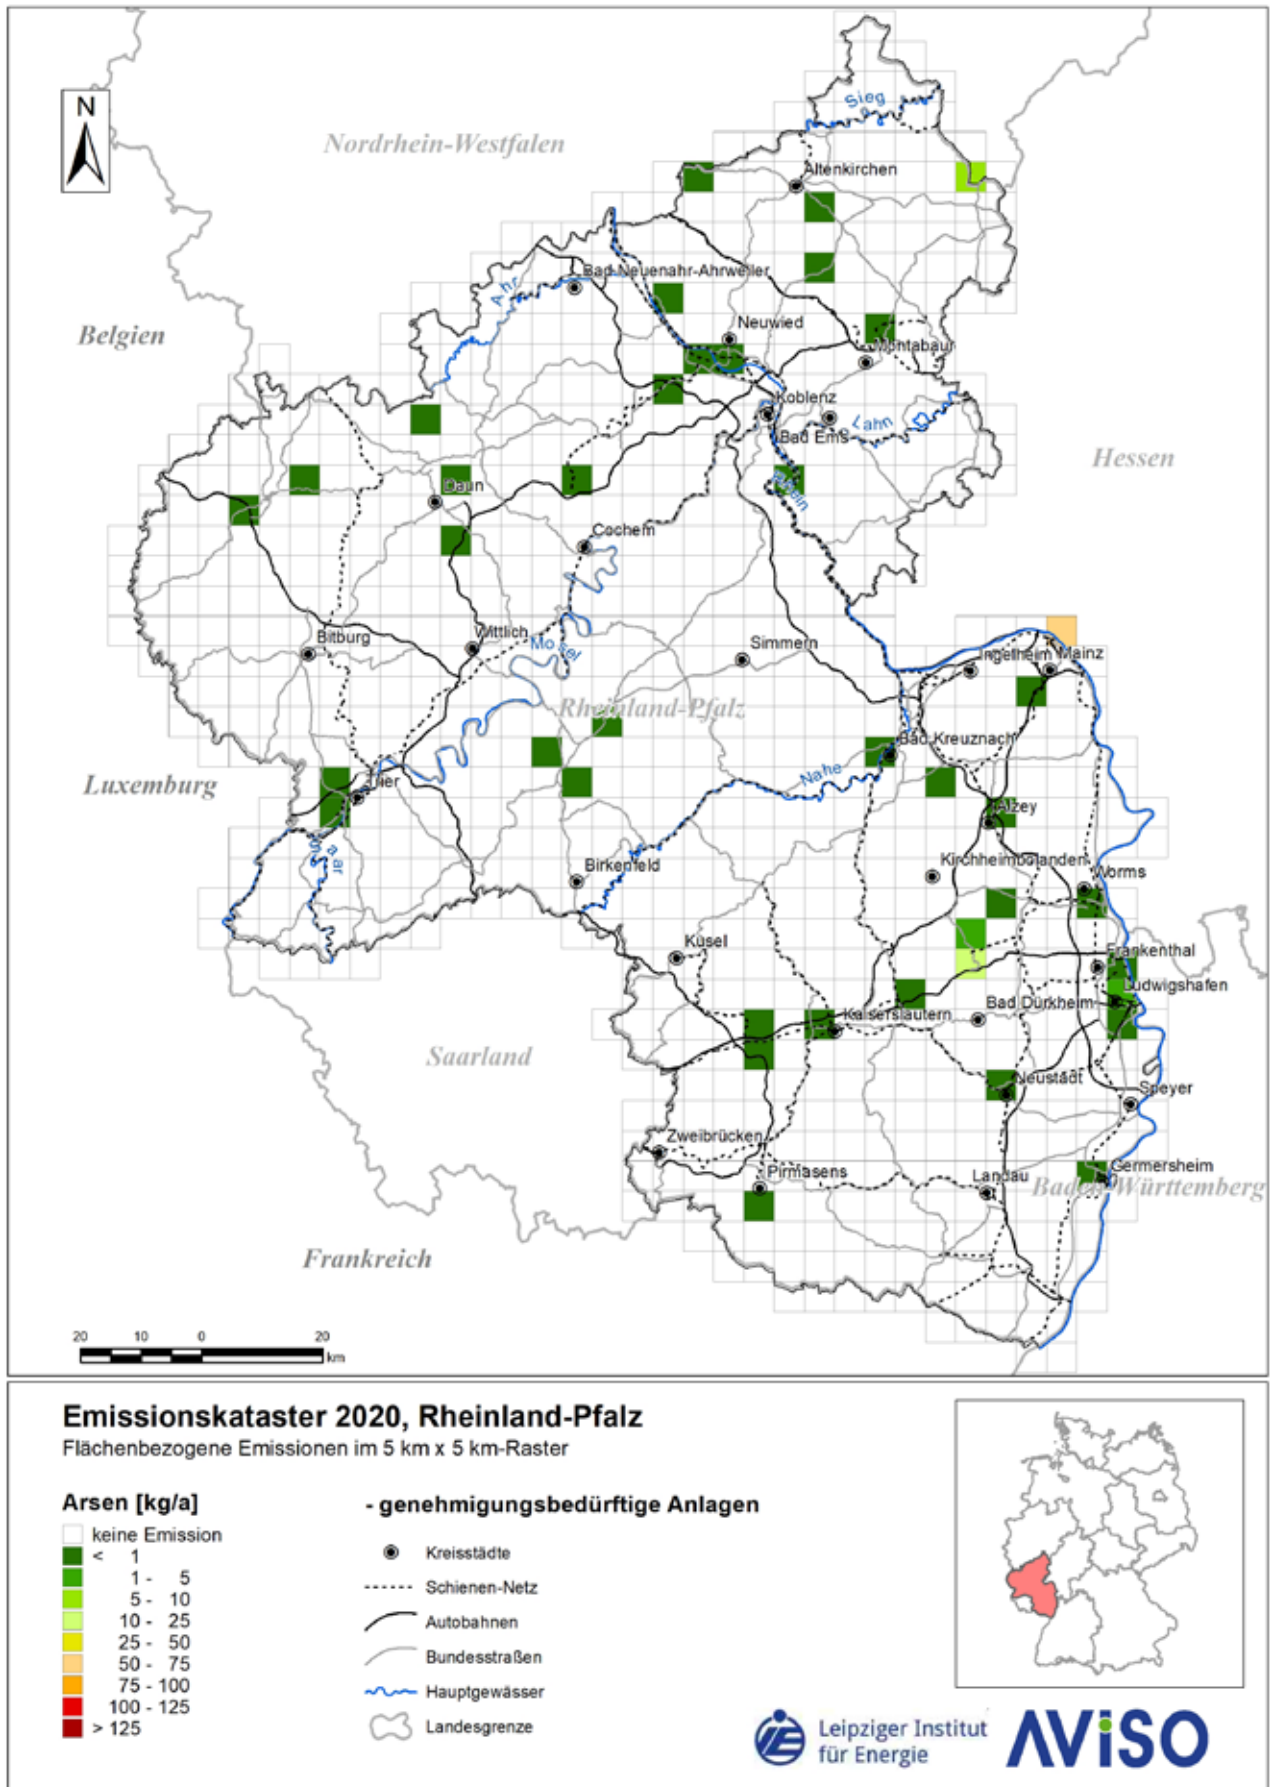 N
Nordrhein-Westfalen
Sieg
Altenkirchen
Ahr
Bad Neuenahr-Ahrweiler
Belgien
Neuwied
Montabaur
Koblenz
Lahn
Bad Ems
Hessen
Rhein
Daun
Cochem
Bitburg
Wittlich
Mosel
Simmern
Ingelheim
Mainz
Rheinland-Pfalz
Bad Kreuznach
Luxemburg
Trier
Nahe
Alzey
Saar
Birkenfeld
Kirchheimbolanden
Worms
Kusel
Frankenthal
Ludwigshafen
Bad Dürkheim
Kaiserslautern
Saarland
Neustadt
Speyer
Zweibrücken
Pirmasens
Landau
Germersheim
Baden-Württemberg
Frankreich
20 10 0 20
km
Emissionskataster 2020, Rheinland-Pfalz
Flächenbezogene Emissionen im 5 km x 5 km-Raster
Arsen [kg/a]
keine Emission
< 1
1 - 5
5 - 10
10 - 25
25 - 50
50 - 75
75 - 100
100 - 125
> 125
- genehmigungsbedürftige Anlagen
Kreisstädte
Schienen-Netz
Autobahnen
Bundesstraßen
Hauptgewässer
Landesgrenze
Leipziger Institut
für Energie
AViSO